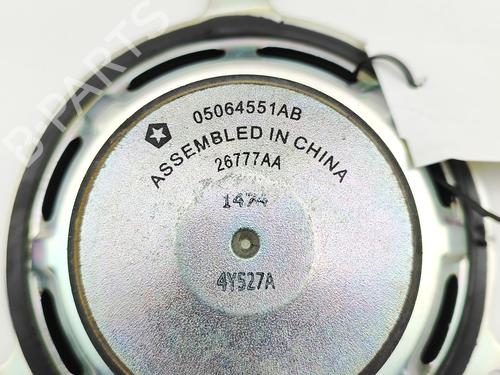 B-PARTS
05064551AB
ASSEMBLED IN CHINA
26777AA
1474
4Y527A